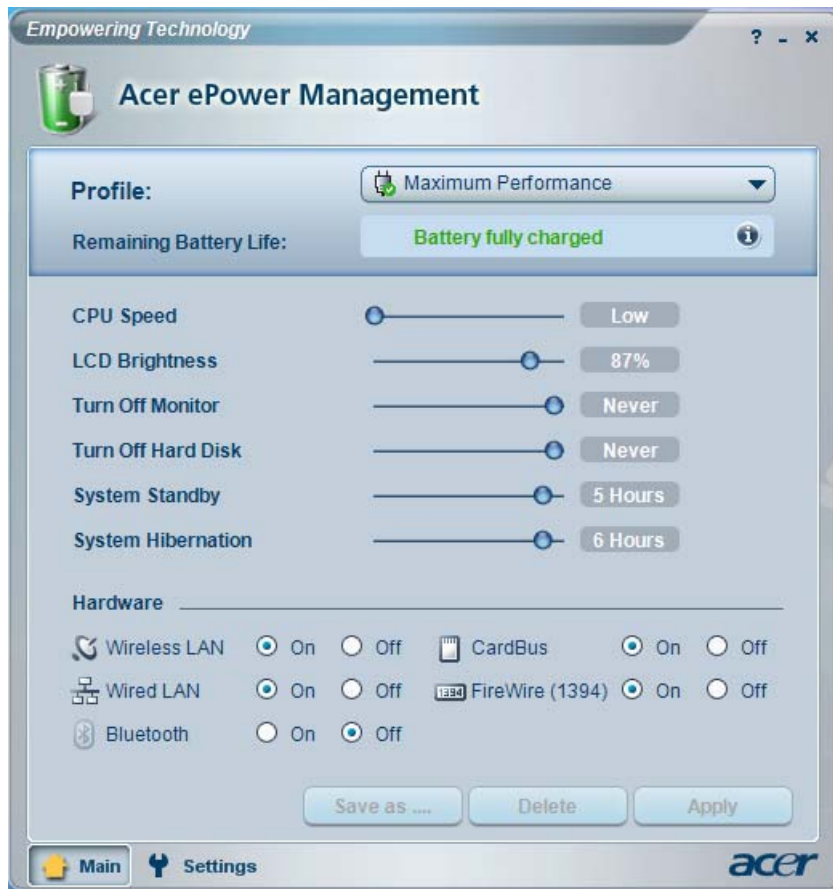 Empowering Technology
? - ×
Acer ePower Management
Profile: Maximum Performance
Remaining Battery Life: Battery fully charged
CPU Speed Low
LCD Brightness 87%
Turn Off Monitor Never
Turn Off Hard Disk Never
System Standby 5 Hours
System Hibernation 6 Hours
Hardware
Wireless LAN On Off CardBus On Off
Wired LAN On Off 1394 FireWire (1394) On Off
Bluetooth On Off
Save as .... Delete Apply
Main Settings acer